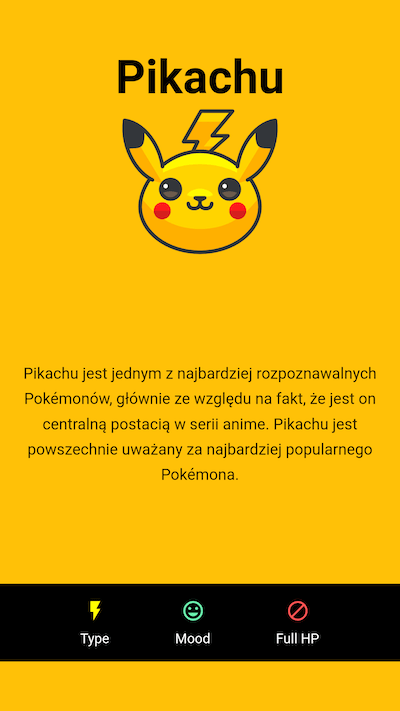 Pikachu
Pikachu jest jednym z najbardziej rozpoznawalnych
Pokémonów, głównie ze względu na fakt, że jest on
centralną postacią w serii anime. Pikachu jest
powszechnie uważany za najbardziej popularnego
Pokémona.
Type Mood Full HP